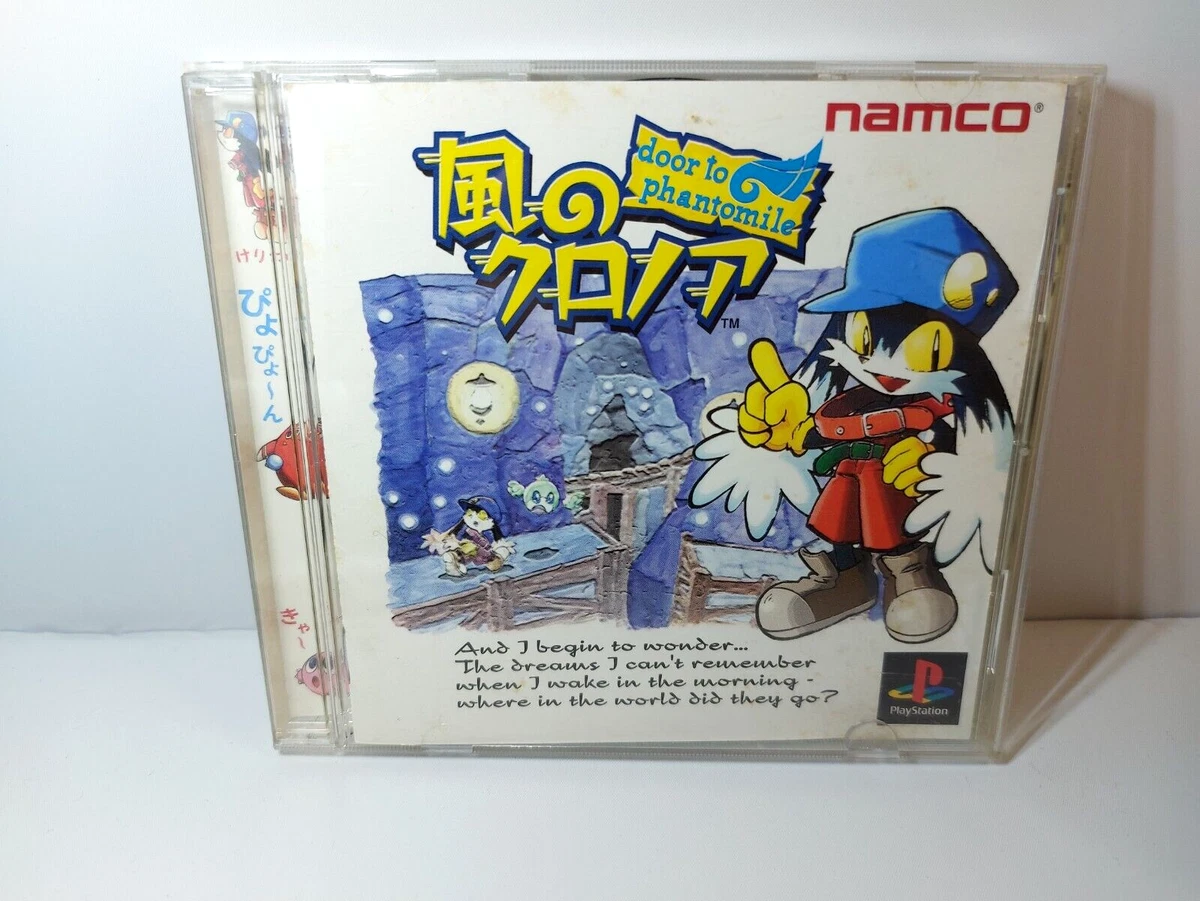 namco®
door to
phantomile
風の
クロノア
TM
ぴょ
ぴょ〜ん
きゃ〜
And I begin to wonder...
The dreams I can't remember
when I wake in the morning -
where in the world did they go?
PlayStation